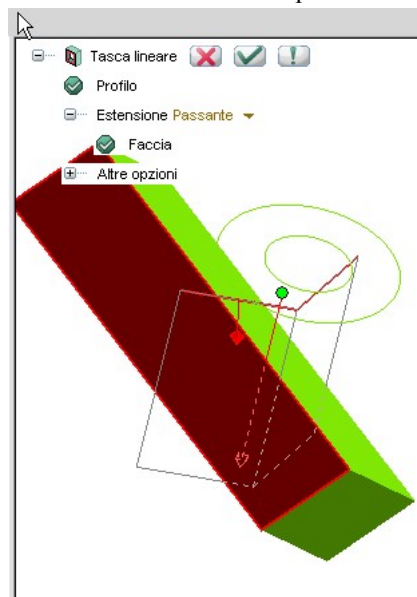 Tasca lineare
Profilo
Estensione Passante
Faccia
Altre opzioni